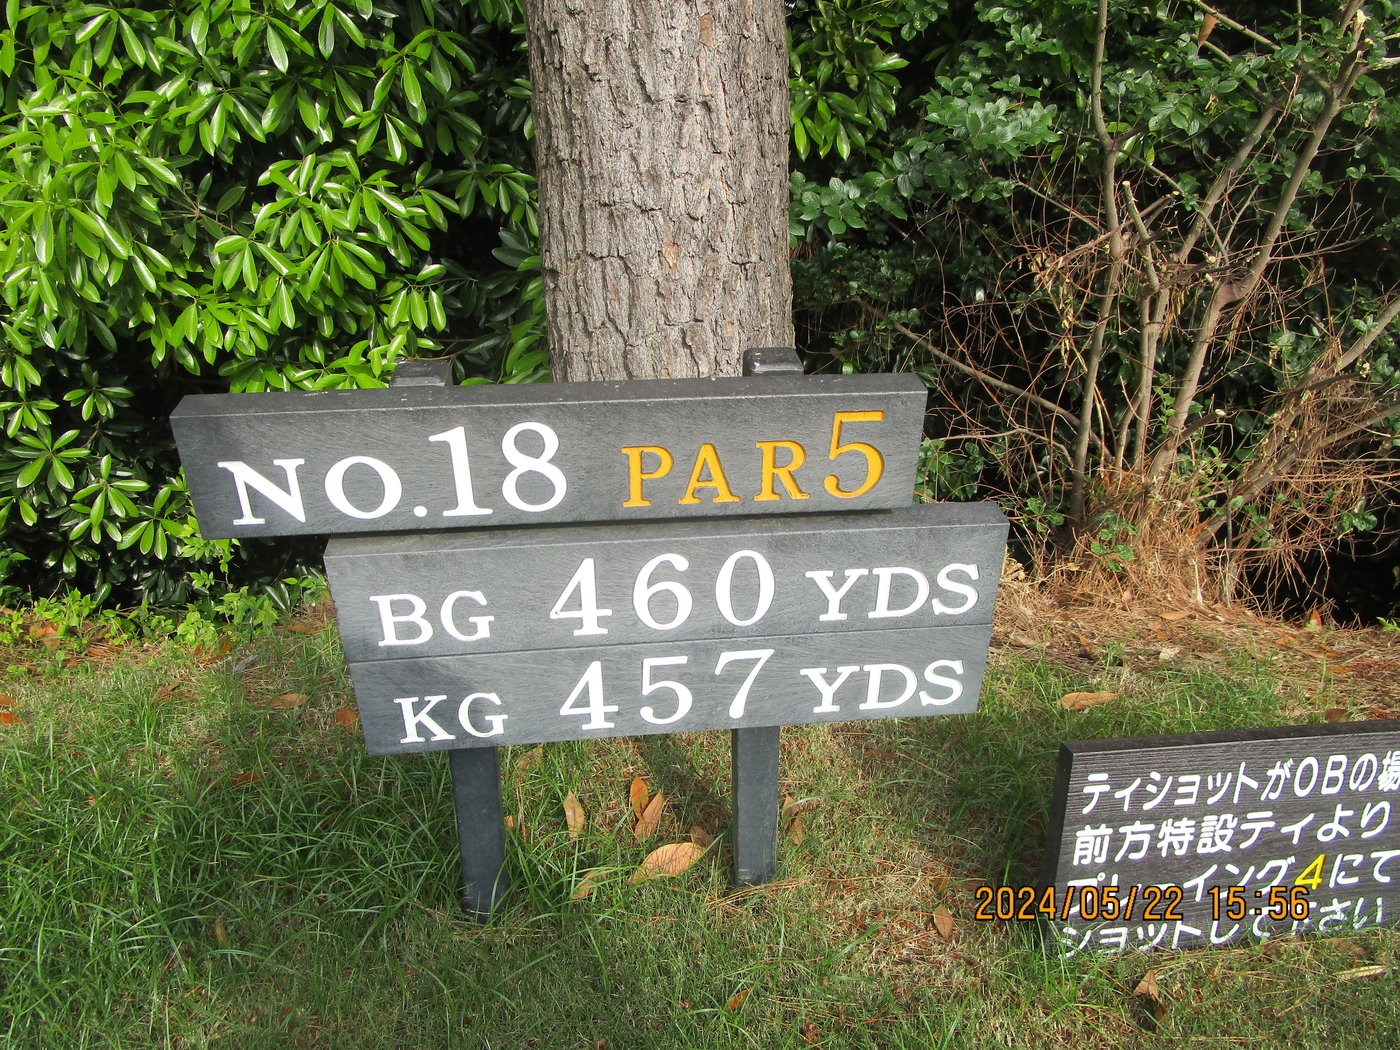 NO.18 PAR5
BG 460 YDS
KG 457 YDS
ティショットがOBの場
前方特設ティより
プレーイング4にて
ショットして下さい
2024/05/22 15:56